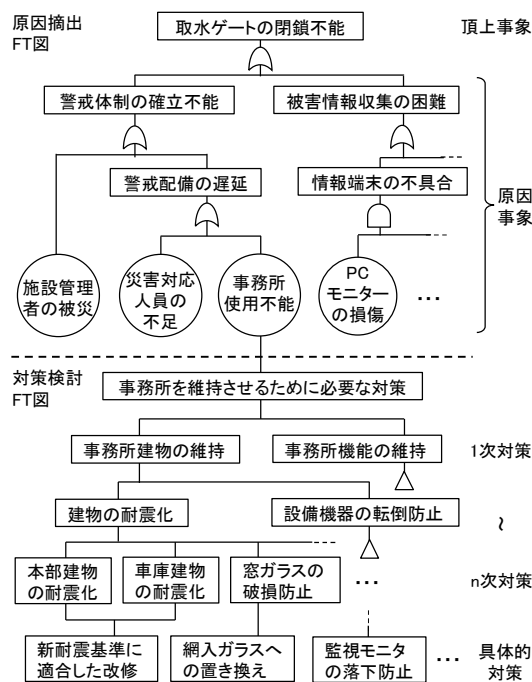 原因摘出
FT図
取水ゲートの閉鎖不能
頂上事象
警戒体制の確立不能
被害情報収集の困難
警戒配備の遅延
情報端末の不具合
原因
事象
施設管理
者の被災
災害対応
人員の
不足
事務所
使用不能
PC
モニター
の損傷
…
対策検討
FT図
事務所を維持させるために必要な対策
事務所建物の維持
事務所機能の維持
1次対策
建物の耐震化
設備機器の転倒防止
~
本部建物
の耐震化
車庫建物
の耐震化
窓ガラスの
破損防止
…
n次対策
新耐震基準に
適合した改修
網入ガラスへ
の置き換え
監視モニタ
の落下防止
…
具体的
対策